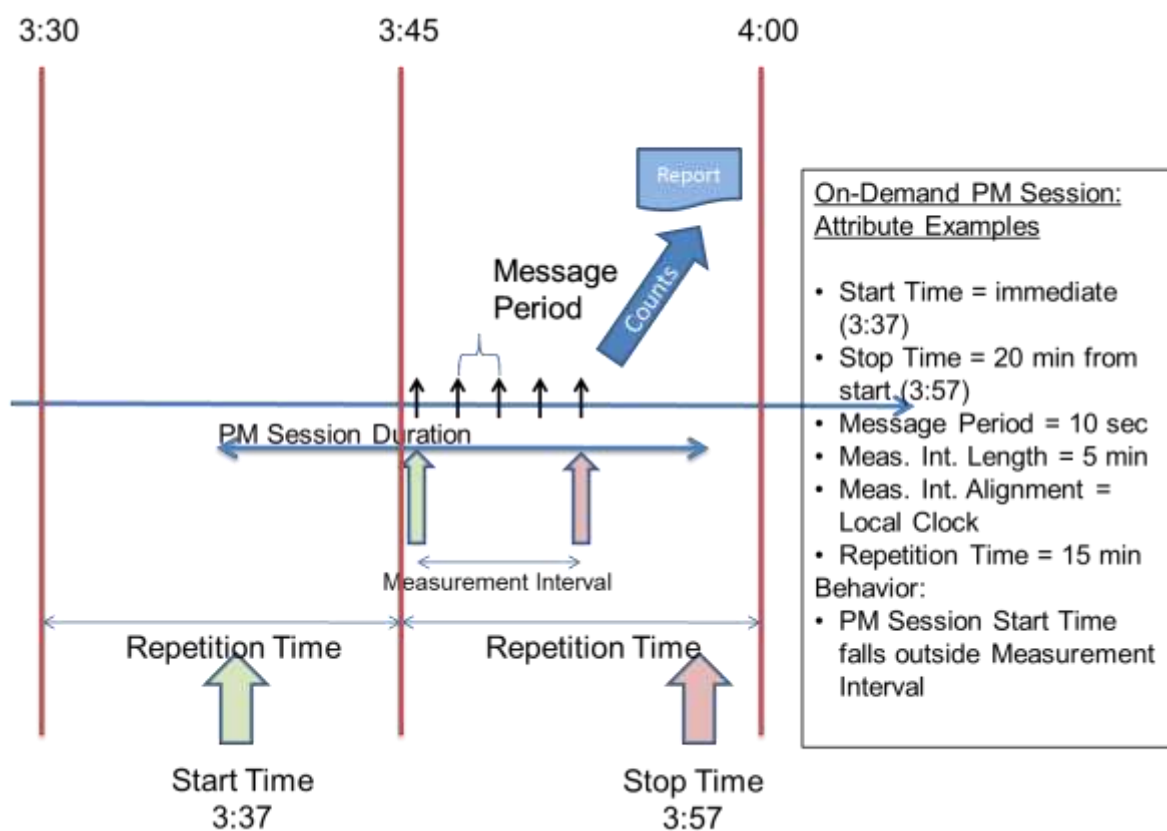 3:30
3:45
4:00
Report
Counts
Message
Period
PM Session Duration
Measurement Interval
Repetition Time
Repetition Time
Start Time
3:37
Stop Time
3:57
On-Demand PM Session:
Attribute Examples
• Start Time = immediate
(3:37)
• Stop Time = 20 min from
start (3:57)
• Message Period = 10 sec
• Meas. Int. Length = 5 min
• Meas. Int. Alignment =
Local Clock
• Repetition Time = 15 min
Behavior:
• PM Session Start Time
falls outside Measurement
Interval